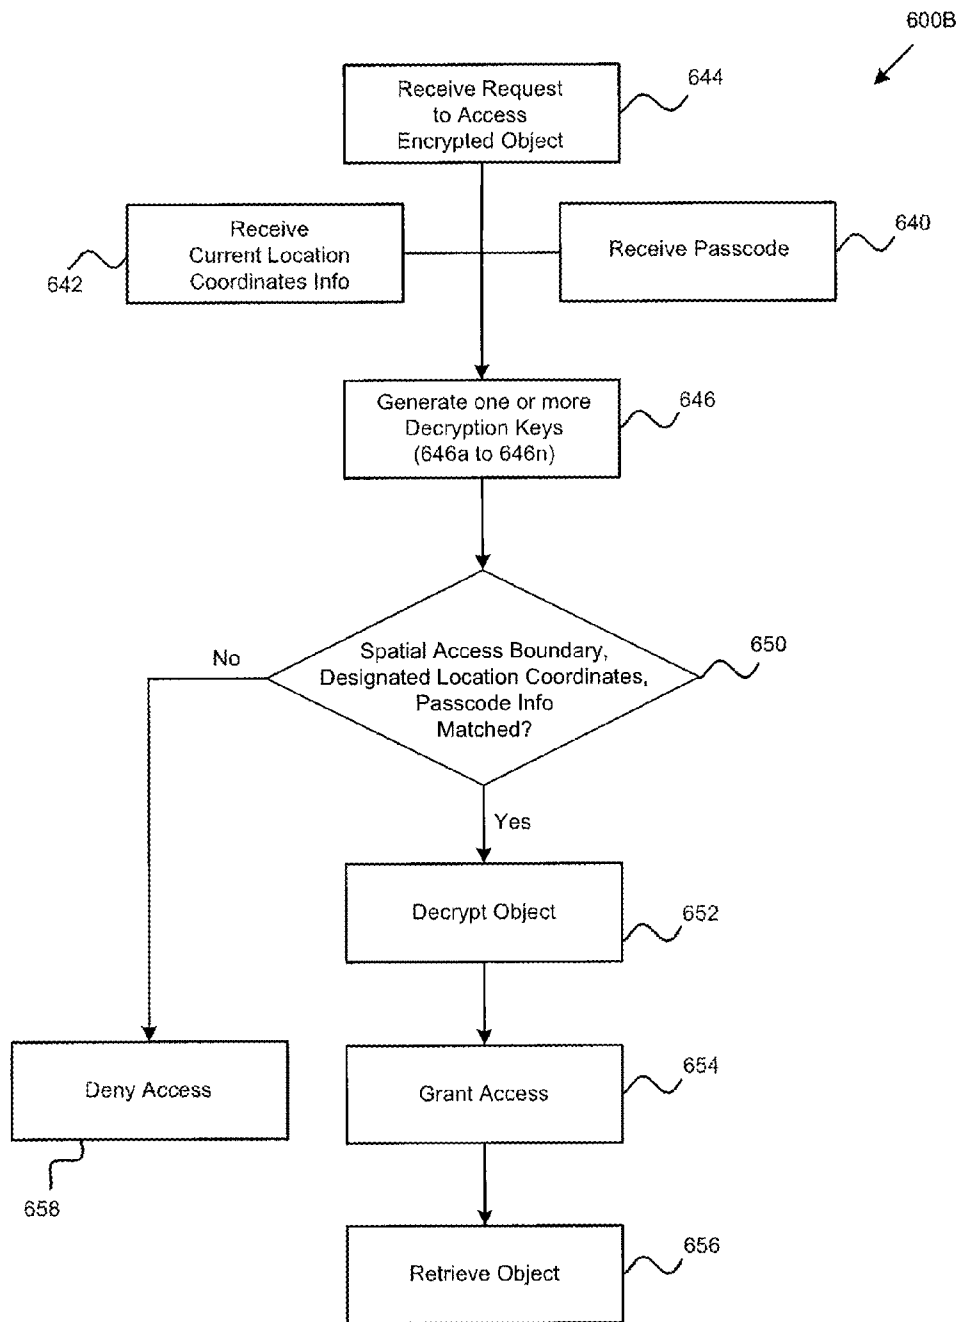 600B
Receive Request
to Access
Encrypted Object
644
Receive
Current Location
Coordinates Info
642
Receive Passcode
640
Generate one or more
Decryption Keys
(646a to 646n)
646
Spatial Access Boundary,
Designated Location Coordinates,
Passcode Info
Matched?
650
No
Yes
Decrypt Object
652
Deny Access
658
Grant Access
654
Retrieve Object
656